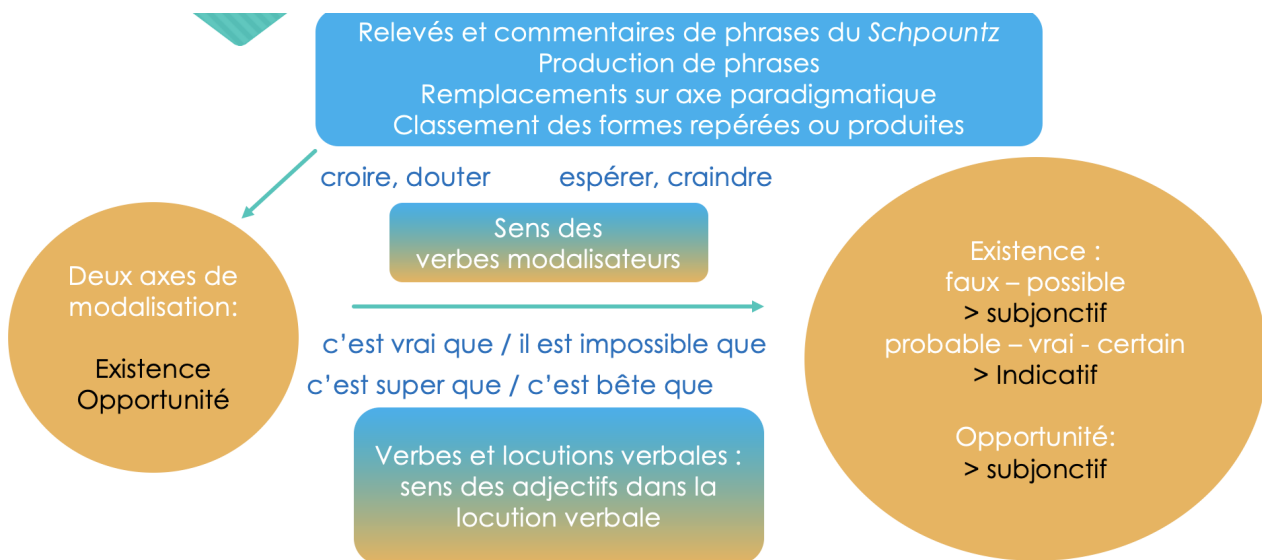 Relevés et commentaires de phrases du Schpountz
Production de phrases
Remplacements sur axe paradigmatique
Classement des formes repérées ou produites
croire, douter
espérer, craindre
Sens des
verbes modalisateurs
Deux axes de
modalisation:
Existence
Opportunité
c’est vrai que / il est impossible que
c’est super que / c’est bête que
Verbes et locutions verbales :
sens des adjectifs dans la
locution verbale
Existence :
faux – possible
> subjonctif
probable – vrai - certain
> Indicatif
Opportunité:
> subjonctif